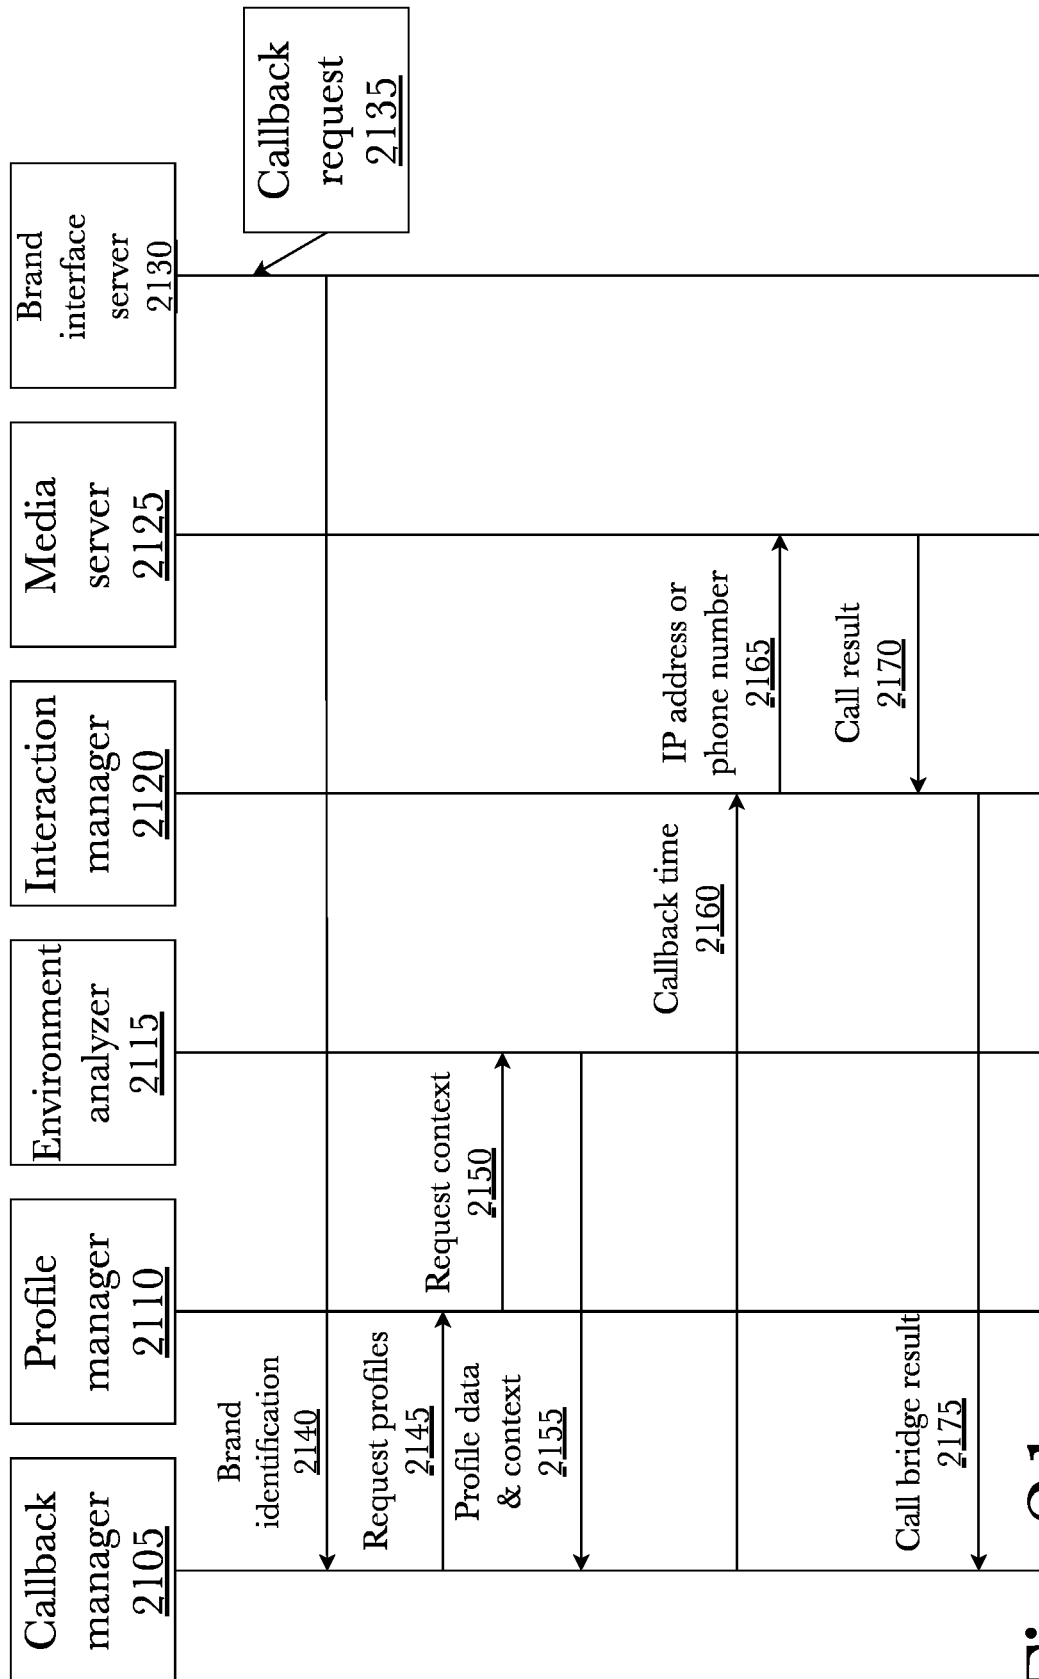 Callback
manager
2105
Profile
manager
2110
Environment
analyzer
2115
Interaction
manager
2120
Media
server
2125
Brand
interface
server
2130
Callback
request
2135
Brand
identification
2140
Request profiles
2145
Request context
2150
Profile data
& context
2155
Callback time
2160
IP address or
phone number
2165
Call result
2170
Call bridge result
2175